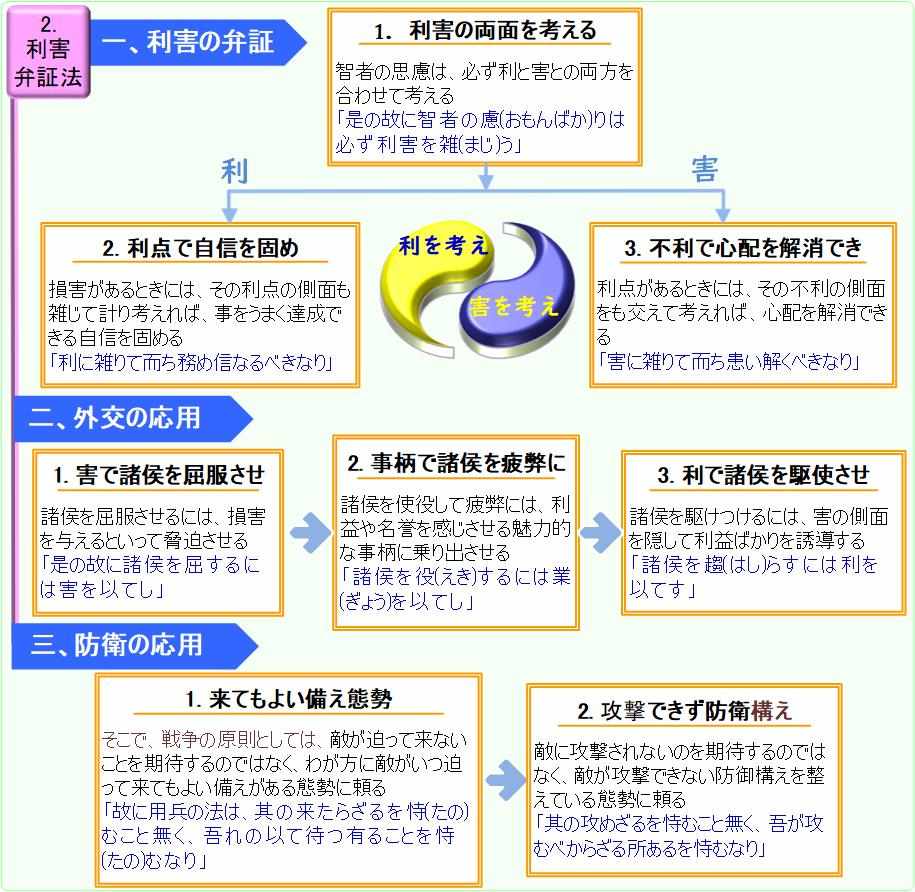 2.
利害
弁証法
一、利害の弁証
1. 利害の両面を考える
智者の思慮は、必ず利と害との両方を
合わせて考える
「是の故に智者の慮(おもんばか)りは
必ず利害を雑(まじ)う」
利
害
2. 利点で自信を固め
損害があるときには、その利点の側面も
雑じて計り考えれば、事をうまく達成で
きる自信を固める
「利に雑りて而ち務め信なるべきなり」
利を考え
害を考え
3. 不利で心配を解消でき
利点があるときには、その不利の側面
をも交えて考えれば、心配を解消でき
る
「害に雑りて而ち患い解くべきなり」
二、外交の応用
1. 害で諸侯を屈服させ
諸侯を屈服させるには、損害
を与えるといって脅迫させる
「是の故に諸侯を屈するに
は害を以てし」
2. 事柄で諸侯を疲弊に
諸侯を使役して疲弊には、利
益や名誉を感じさせる魅力的
な事柄に乗り出させる
「諸侯を役(えき)するには業
(ぎょう)を以てし」
3. 利で諸侯を駆使させ
諸侯を駆けつけるには、害の側面
を隠して利益ばかりを誘導する
「諸侯を趨(はし)らすには利を
以てす」
三、防衛の応用
1. 来てもよい備え態勢
そこで、戦争の原則としては、敵が迫って来ない
ことを期待するのではなく、わが方に敵がいつ迫
って来てもよい備えがある態勢に頼る
「故に用兵の法は、其の来たらざるを恃(たの)
むこと無く、吾れの以て待つ有ることを恃
(たの)むなり」
2. 攻撃できず防衛構え
敵に攻撃されないのを期待するのでは
なく、敵が攻撃できない防御構えを整
えている態勢に頼る
「其の攻めざるを恃むこと無く、吾が攻
むべからざる所あるを恃むなり」